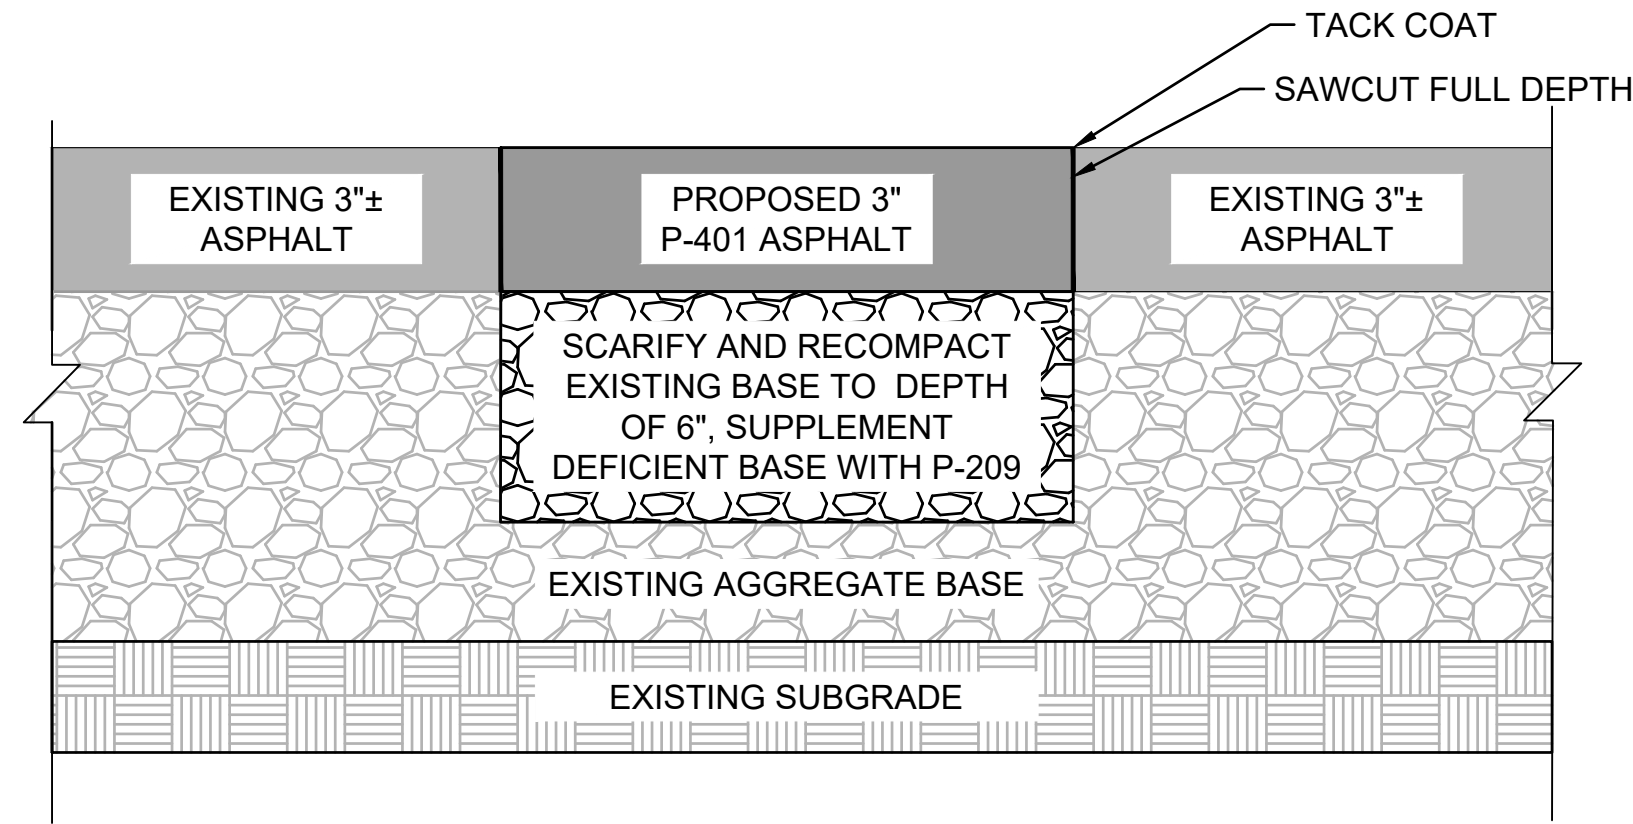 TACK COAT
SAWCUT FULL DEPTH
EXISTING 3"±
ASPHALT
PROPOSED 3"
P-401 ASPHALT
EXISTING 3"±
ASPHALT
SCARIFY AND RECOMPACT
EXISTING BASE TO DEPTH
OF 6", SUPPLEMENT
DEFICIENT BASE WITH P-209
EXISTING AGGREGATE BASE
EXISTING SUBGRADE